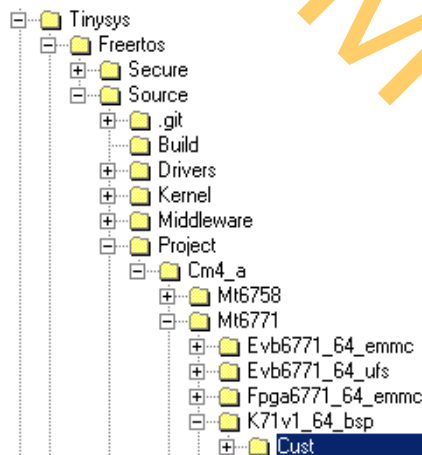 Tinysys
Freertos
Secure
Source
.git
Build
Drivers
Kernel
Middleware
Project
Cm4_a
Mt6758
Mt6771
Evb6771_64_emmc
Evb6771_64_ufs
Fpga6771_64_emmc
K71v1_64_bsp
Cust